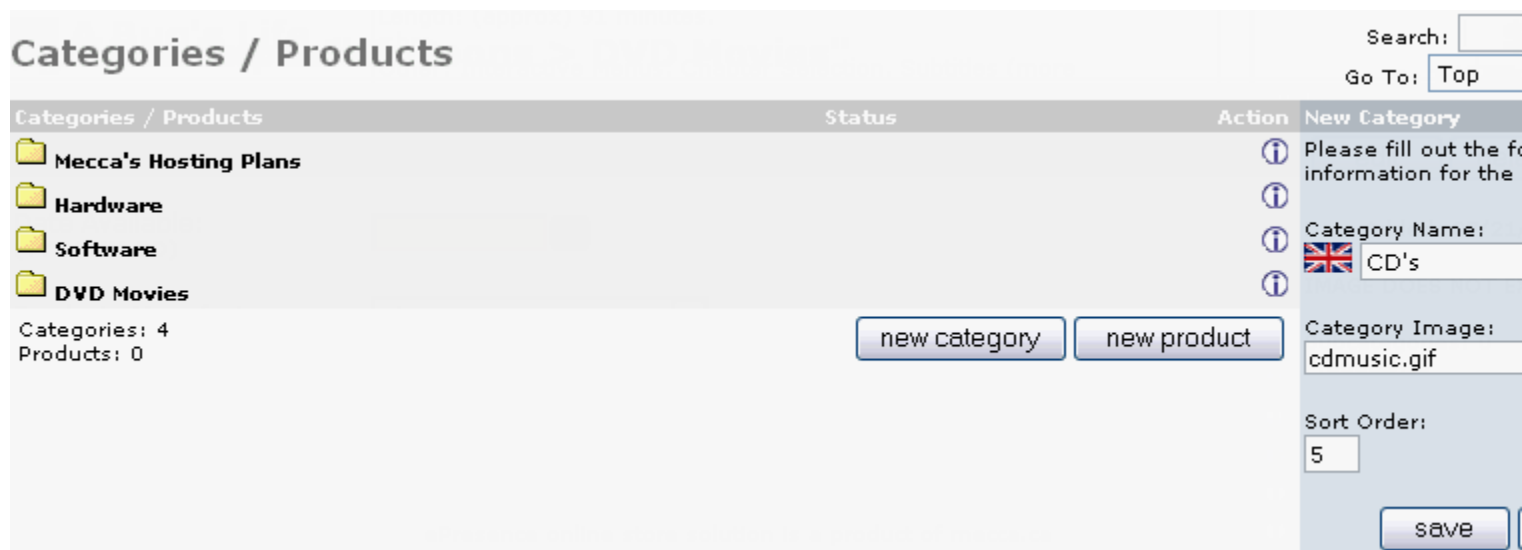 Categories / Products
Search:
Go To: Top
Categories / Products Status Action
Mecca's Hosting Plans
Hardware
Software
DVD Movies
Categories: 4
Products: 0
new category new product
New Category
Please fill out the
information for the
Category Name:
CD's
Category Image:
cdmusic.gif
Sort Order:
5
save